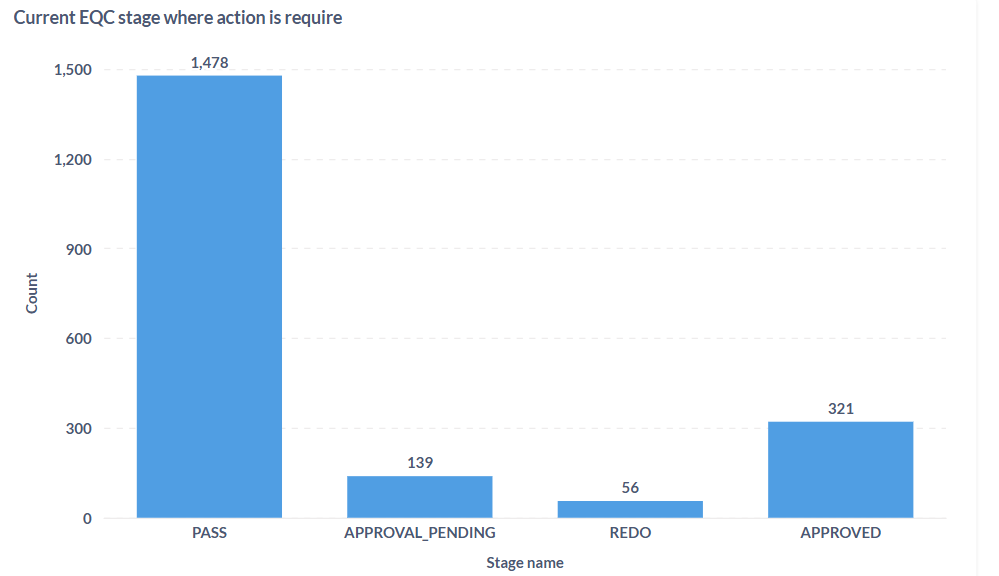 Current EQC stage where action is require
1,478
1,500
1,200
900
Count
600
321
300
139
56
0
PASS APPROVAL_PENDING REDO APPROVED
Stage name